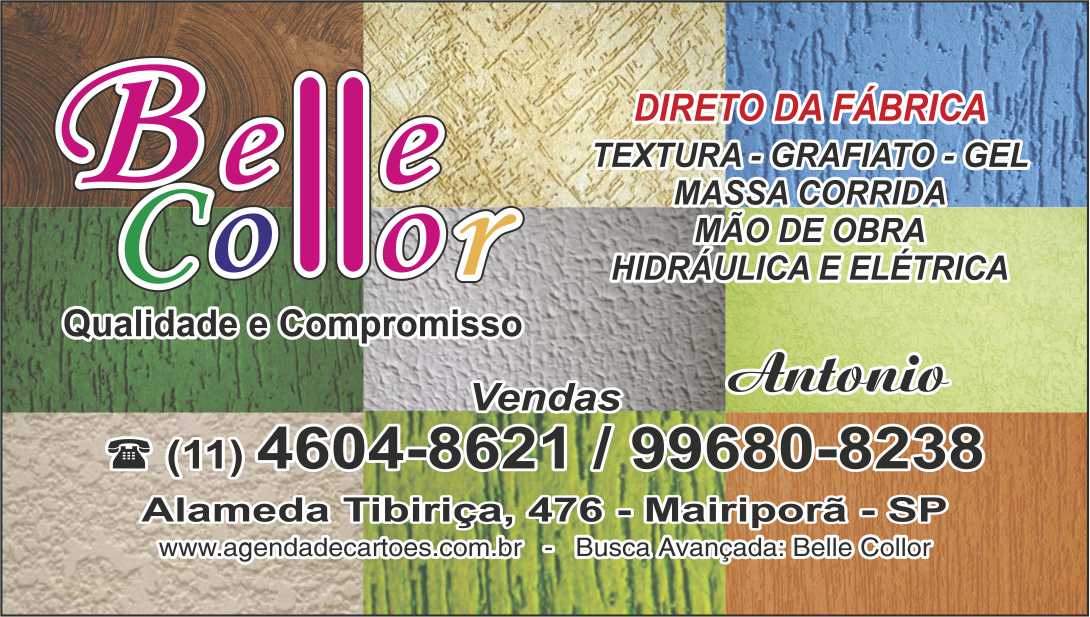 Belle
Collor
Qualidade e Compromisso
DIRETO DA FÁBRICA
TEXTURA - GRAFIATO - GEL
MASSA CORRIDA
MÃO DE OBRA
HIDRÁULICA E ELÉTRICA
Antonio
Vendas
☎ (11) 4604-8621 / 99680-8238
Alameda Tibiriça, 476 - Mairiporã - SP
www.agendadecartoes.com.br - Busca Avançada: Belle Collor